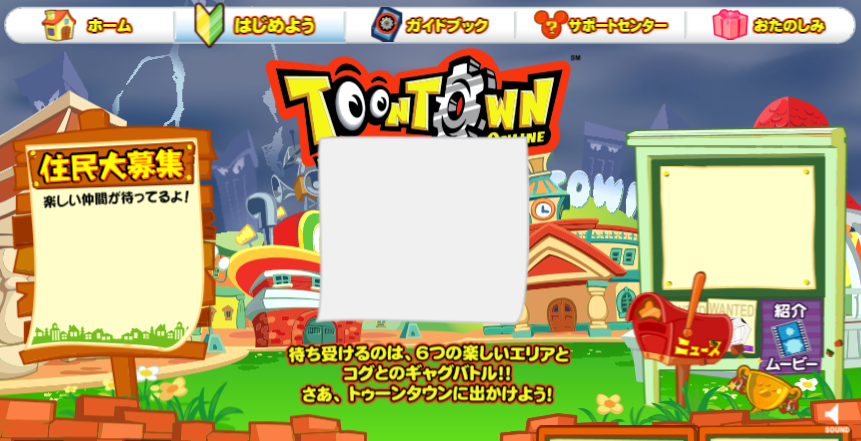 ホーム
はじめよう
ガイドブック
サポートセンター
おたのしみ
TOONTOWN
SM
ONLINE
住民大募集
楽しい仲間が待ってるよ!
TOWN
WANTED
ニュース
紹介
ムービー
待ち受けるのは、6つの楽しいエリアと
コグとのギャグバトル!!
さあ、トゥーンタウンに出かけよう!
SOUND